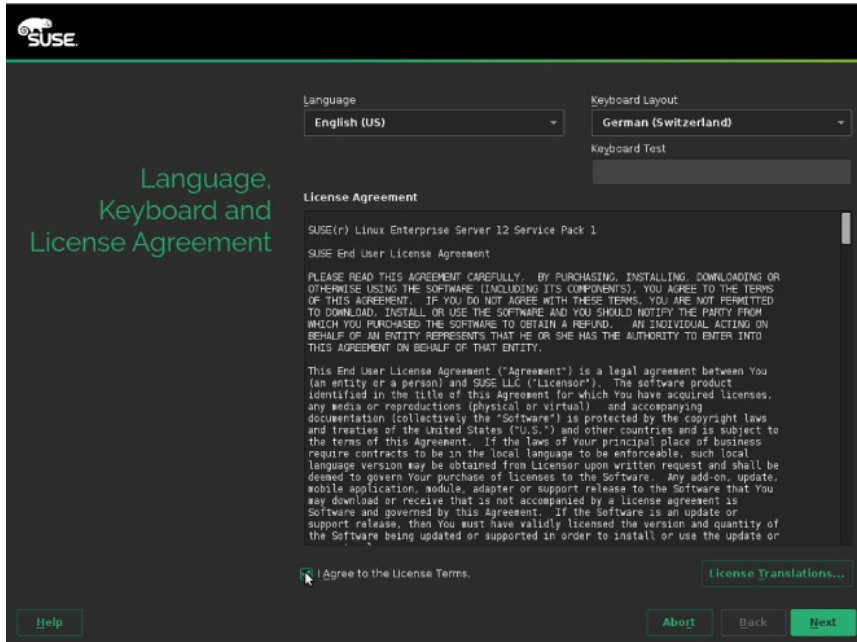 SUSE.
Language
Keyboard Layout
English (US)
German (Switzerland)
Keyboard Test
Language,
Keyboard and
License Agreement
License Agreement
SUSE(r) Linux Enterprise Server 12 Service Pack 1
SUSE End User License Agreement
PLEASE READ THIS AGREEMENT CAREFULLY. BY PURCHASING, INSTALLING, DOWNLOADING OR
OTHERWISE USING THE SOFTWARE (INCLUDING ITS COMPONENTS), YOU AGREE TO THE TERMS
OF THIS AGREEMENT. IF YOU DO NOT AGREE WITH THESE TERMS, YOU ARE NOT PERMITTED
TO DOWNLOAD, INSTALL OR USE THE SOFTWARE AND YOU SHOULD NOTIFY THE PARTY FROM
WHICH YOU PURCHASED THE SOFTWARE TO OBTAIN A REFUND. AN INDIVIDUAL ACTING ON
BEHALF OF AN ENTITY REPRESENTS THAT HE OR SHE HAS THE AUTHORITY TO ENTER INTO
THIS AGREEMENT ON BEHALF OF THAT ENTITY.
This End User License Agreement ("Agreement") is a legal agreement between You
(an entity or a person) and SUSE LLC ("Licensor"). The software product
identified in the title of this Agreement for which You have acquired licenses,
any media or reproductions (physical or virtual) and accompanying
documentation (collectively the "Software") is protected by the copyright laws
and treaties of the United States ("U.S.") and other countries and is subject to
the terms of this Agreement. If the laws of Your principal place of business
require contracts to be in the local language to be enforceable, such local
language version may be obtained from Licensor upon written request and shall be
deemed to govern Your purchase of licenses to the Software. Any add-on, update,
mobile application, module, adapter or support release to the Software that You
may download or receive that is not accompanied by a license agreement is
Software and governed by this Agreement. If the Software is an update or
support release, then You must have validly licensed the version and quantity of
the Software being updated or supported in order to install or use the update or
I Agree to the License Terms.
License Translations...
Help
Abort
Back
Next